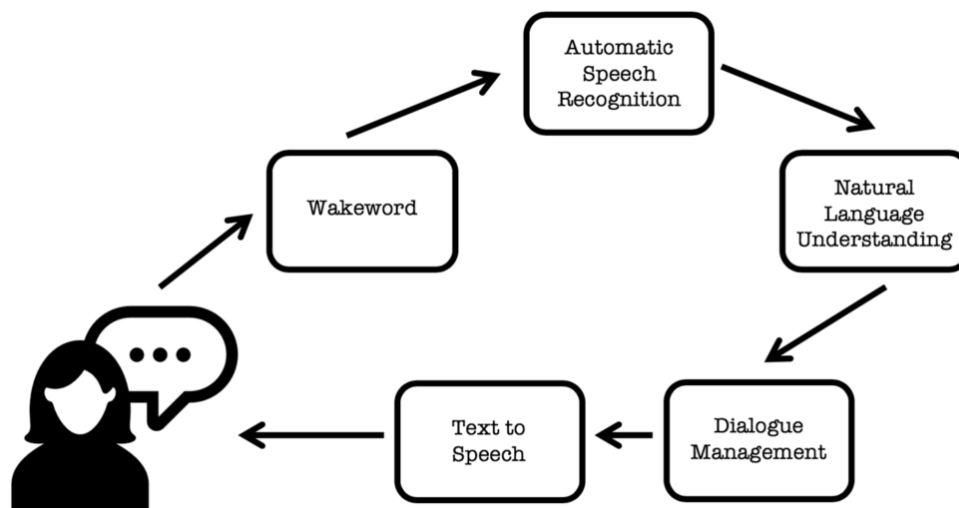 Automatic
Speech
Recognition
Wakeword
Natural
Language
Understanding
Text to
Speech
Dialogue
Management